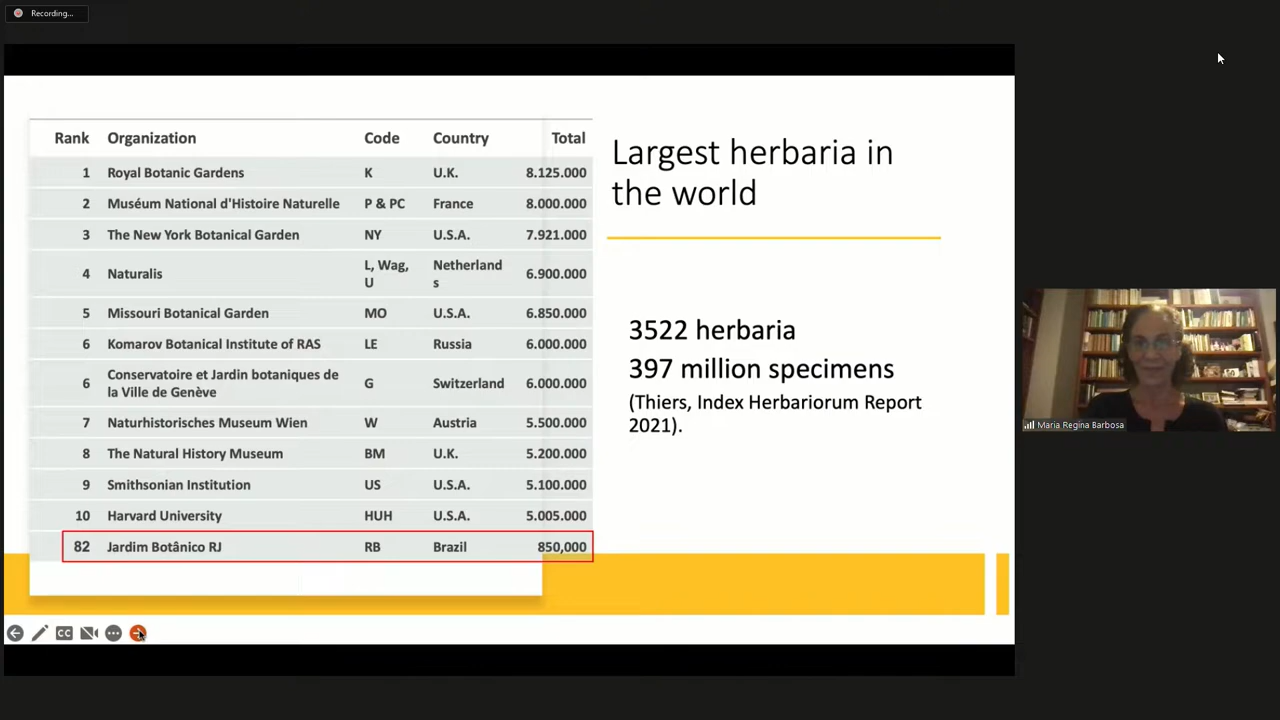 Recording...
Rank Organization Code Country Total
1 Royal Botanic Gardens K U.K. 8.125.000
2 Muséum National d'Histoire Naturelle P & PC France 8.000.000
3 The New York Botanical Garden NY U.S.A. 7.921.000
4 Naturalis L, Wag, U Netherlands 6.900.000
5 Missouri Botanical Garden MO U.S.A. 6.850.000
6 Komarov Botanical Institute of RAS LE Russia 6.000.000
6 Conservatoire et Jardin botaniques de la Ville de Genève G Switzerland 6.000.000
7 Naturhistorisches Museum Wien W Austria 5.500.000
8 The Natural History Museum BM U.K. 5.200.000
9 Smithsonian Institution US U.S.A. 5.100.000
10 Harvard University HUH U.S.A. 5.005.000
82 Jardim Botânico RJ RB Brazil 850,000
Largest herbaria in
the world
3522 herbaria
397 million specimens
(Thiers, Index Herbariorum Report
2021).
Maria Regina Barbosa
CC